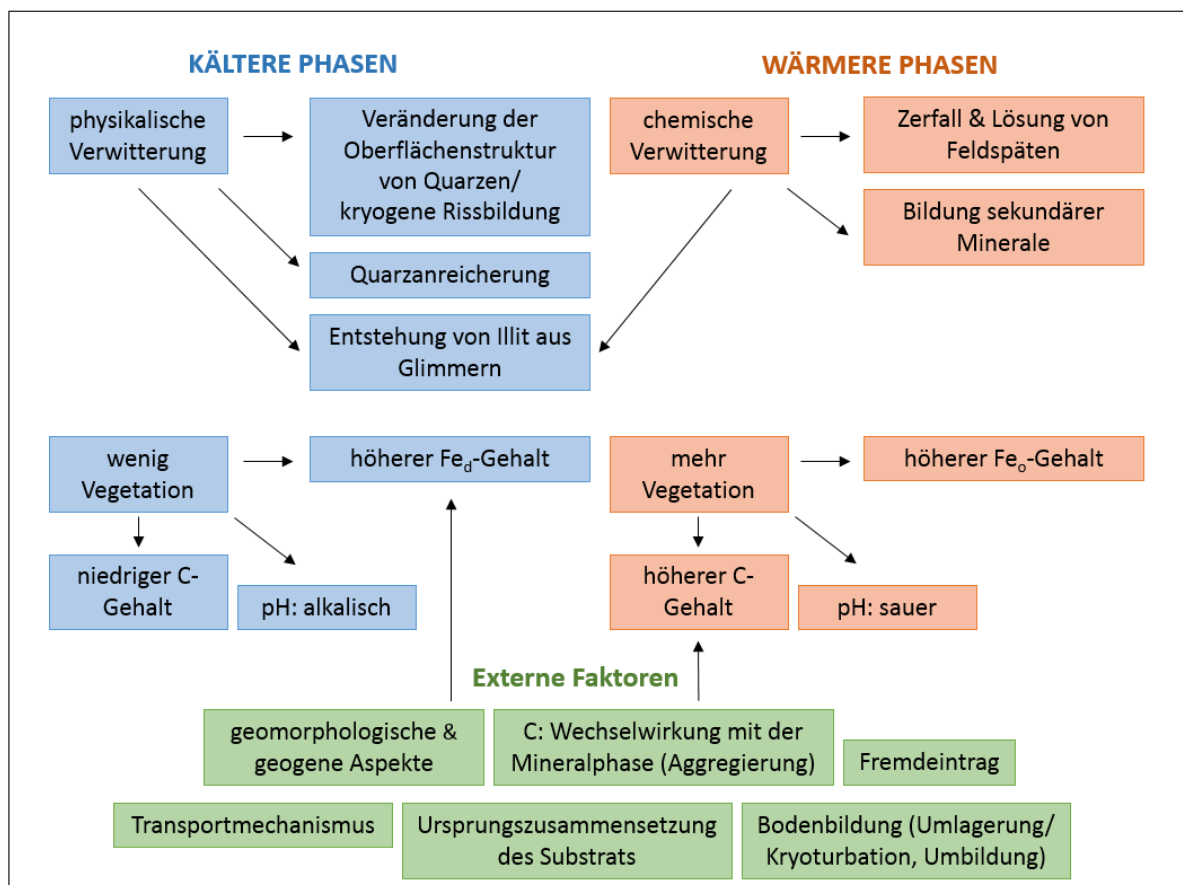 KÄLTERE PHASEN
physikalische
Verwitterung
Veränderung der
Oberflächenstruktur
von Quarzen/
kryogene Rissbildung
Quarzanreicherung
Entstehung von Illit aus
Glimmern
WÄRMERE PHASEN
chemische
Verwitterung
Zerfall & Lösung von
Feldspäten
Bildung sekundärer
Minerale
wenig
Vegetation
höherer Fed-Gehalt
niedriger C-
Gehalt
pH: alkalisch
mehr
Vegetation
höherer Feo-Gehalt
höherer C-
Gehalt
pH: sauer
Externe Faktoren
geomorphologische &
geogene Aspekte
C: Wechselwirkung mit der
Mineralphase (Aggregierung)
Fremdeintrag
Transportmechanismus
Ursprungszusammensetzung
des Substrats
Bodenbildung (Umlagerung/
Kryoturbation, Umbildung)